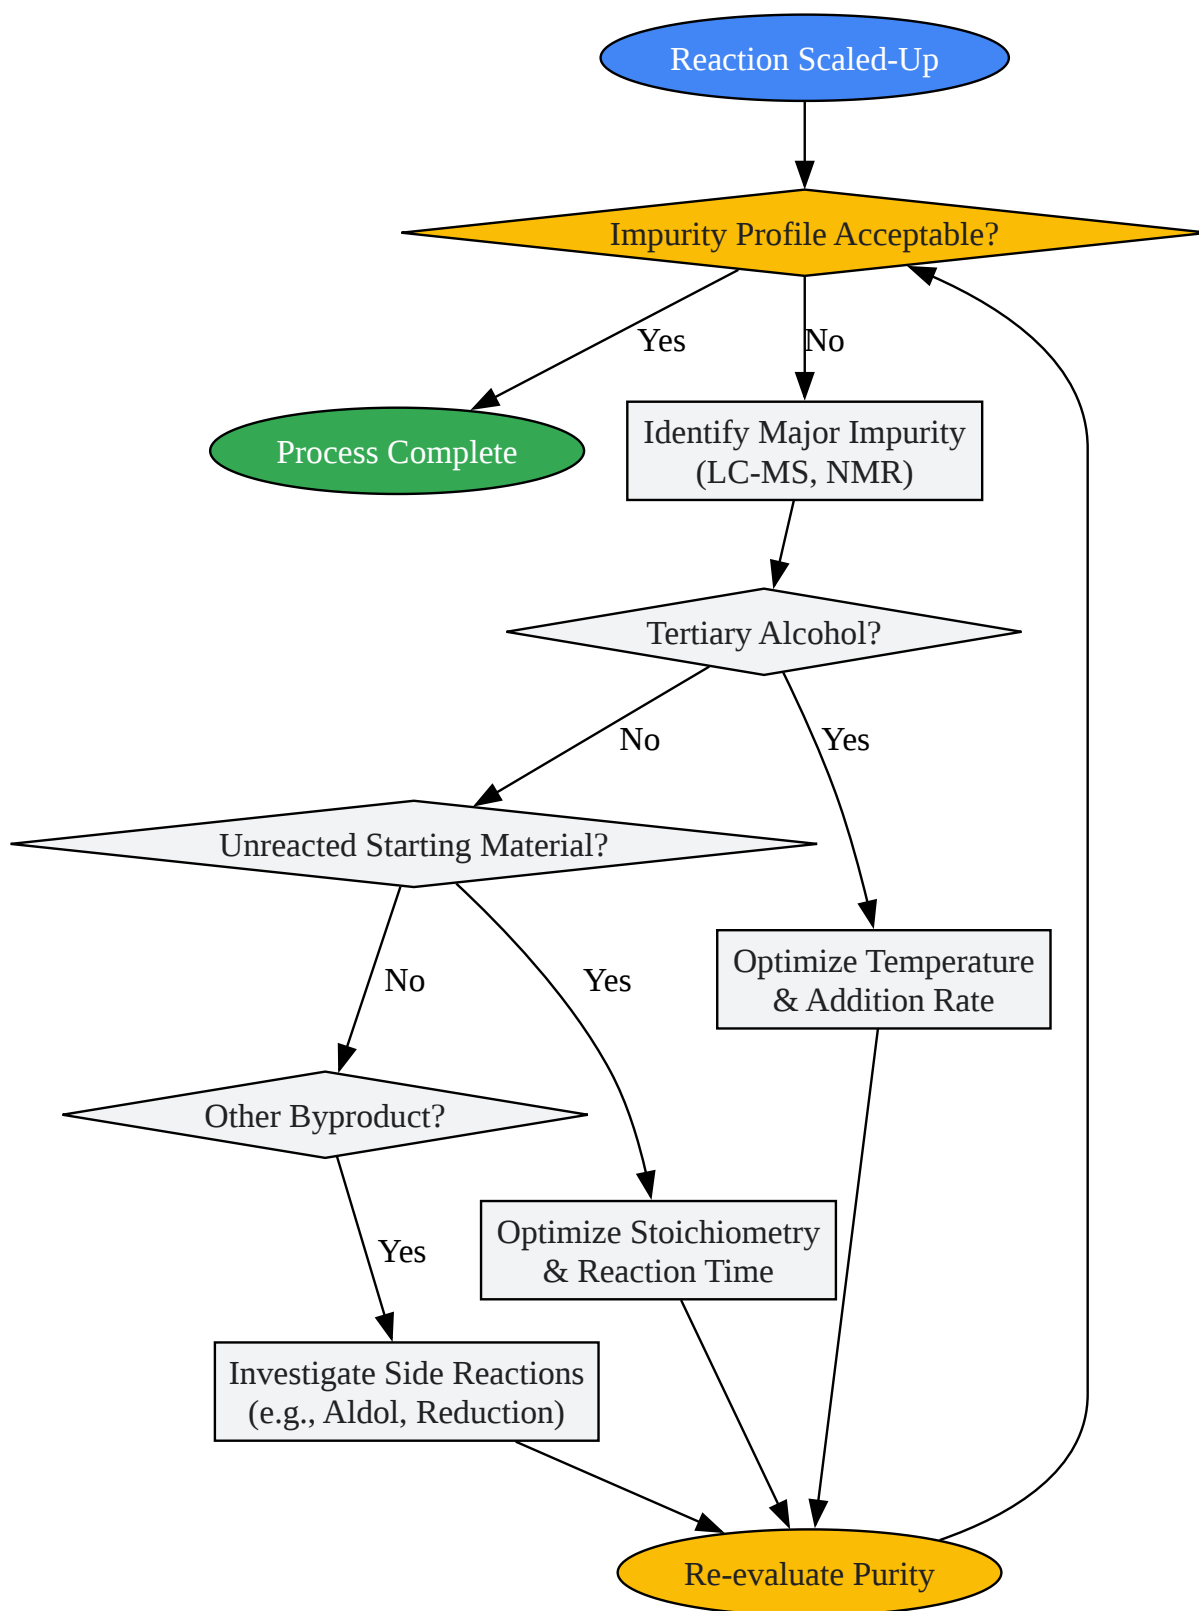 Reaction Scaled-Up
Impurity Profile Acceptable?
Yes
No
Process Complete
Identify Major Impurity
(LC-MS, NMR)
Tertiary Alcohol?
No
Yes
Unreacted Starting Material?
Optimize Temperature
& Addition Rate
No
Yes
Other Byproduct?
Optimize Stoichiometry
& Reaction Time
Yes
Investigate Side Reactions
(e.g., Aldol, Reduction)
Re-evaluate Purity